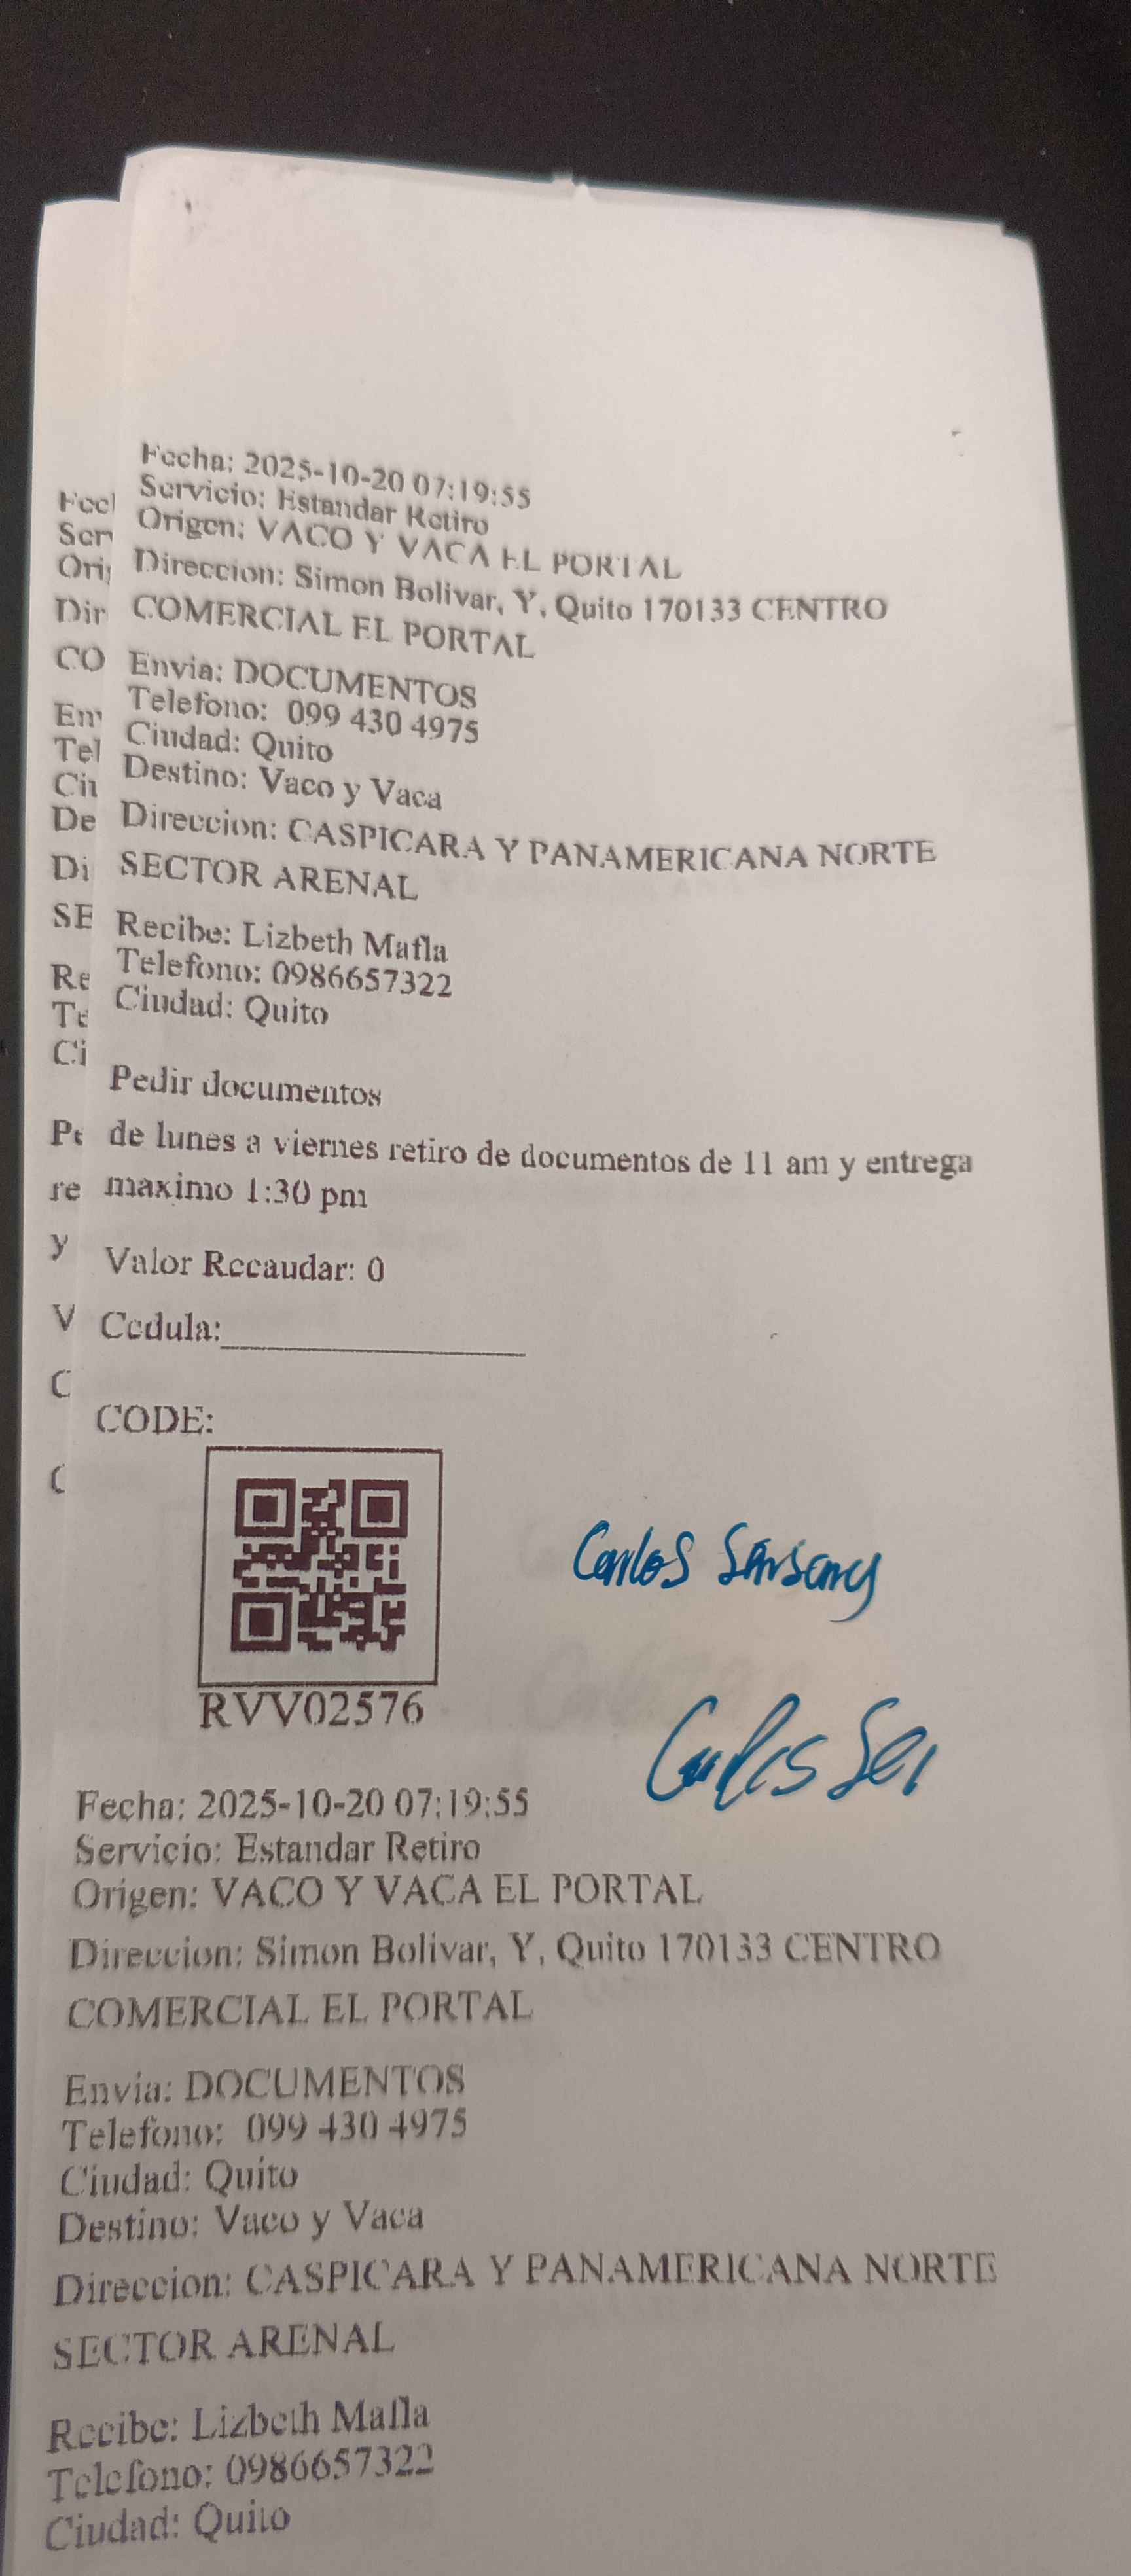 Fecha: 2025-10-20 07:19:55
Servicio: Estandar Retiro
Origen: VACO Y VACA EL PORTAL
Direccion: Simon Bolivar, Y, Quito 170133 CENTRO
COMERCIAL EL PORTAL
Envia: DOCUMENTOS
Telefono: 099 430 4975
Ciudad: Quito
Destino: Vaco y Vaca
Direccion: CASPICARA Y PANAMERICANA NORTE
SECTOR ARENAL
Recibe: Lizbeth Mafla
Telefono: 0986657322
Ciudad: Quito
Pedir documentos
de lunes a viernes retiro de documentos de 11 am y entrega
maximo 1:30 pm
Valor Recaudar: 0
Cedula:
CODE:
RVV02576
Carlos
Carlos
Fecha: 2025-10-20 07:19:55
Servicio: Estandar Retiro
Origen: VACO Y VACA EL PORTAL
Direccion: Simon Bolivar, Y, Quito 170133 CENTRO
COMERCIAL EL PORTAL
Envia: DOCUMENTOS
Telefono: 099 430 4975
Ciudad: Quito
Destino: Vaco y Vaca
Direccion: CASPICARA Y PANAMERICANA NORTE
SECTOR ARENAL
Recibe: Lizbeth Mafla
Telefono: 0986657322
Ciudad: Quito